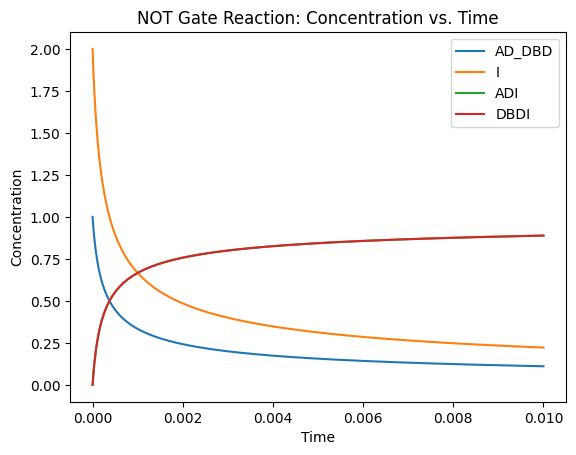 NOT Gate Reaction: Concentration vs. Time
AD_DBD
I
ADI
DBDI
Concentration
2.00
1.75
1.50
1.25
1.00
0.75
0.50
0.25
0.00
0.000
0.002
0.004
0.006
0.008
0.010
Time